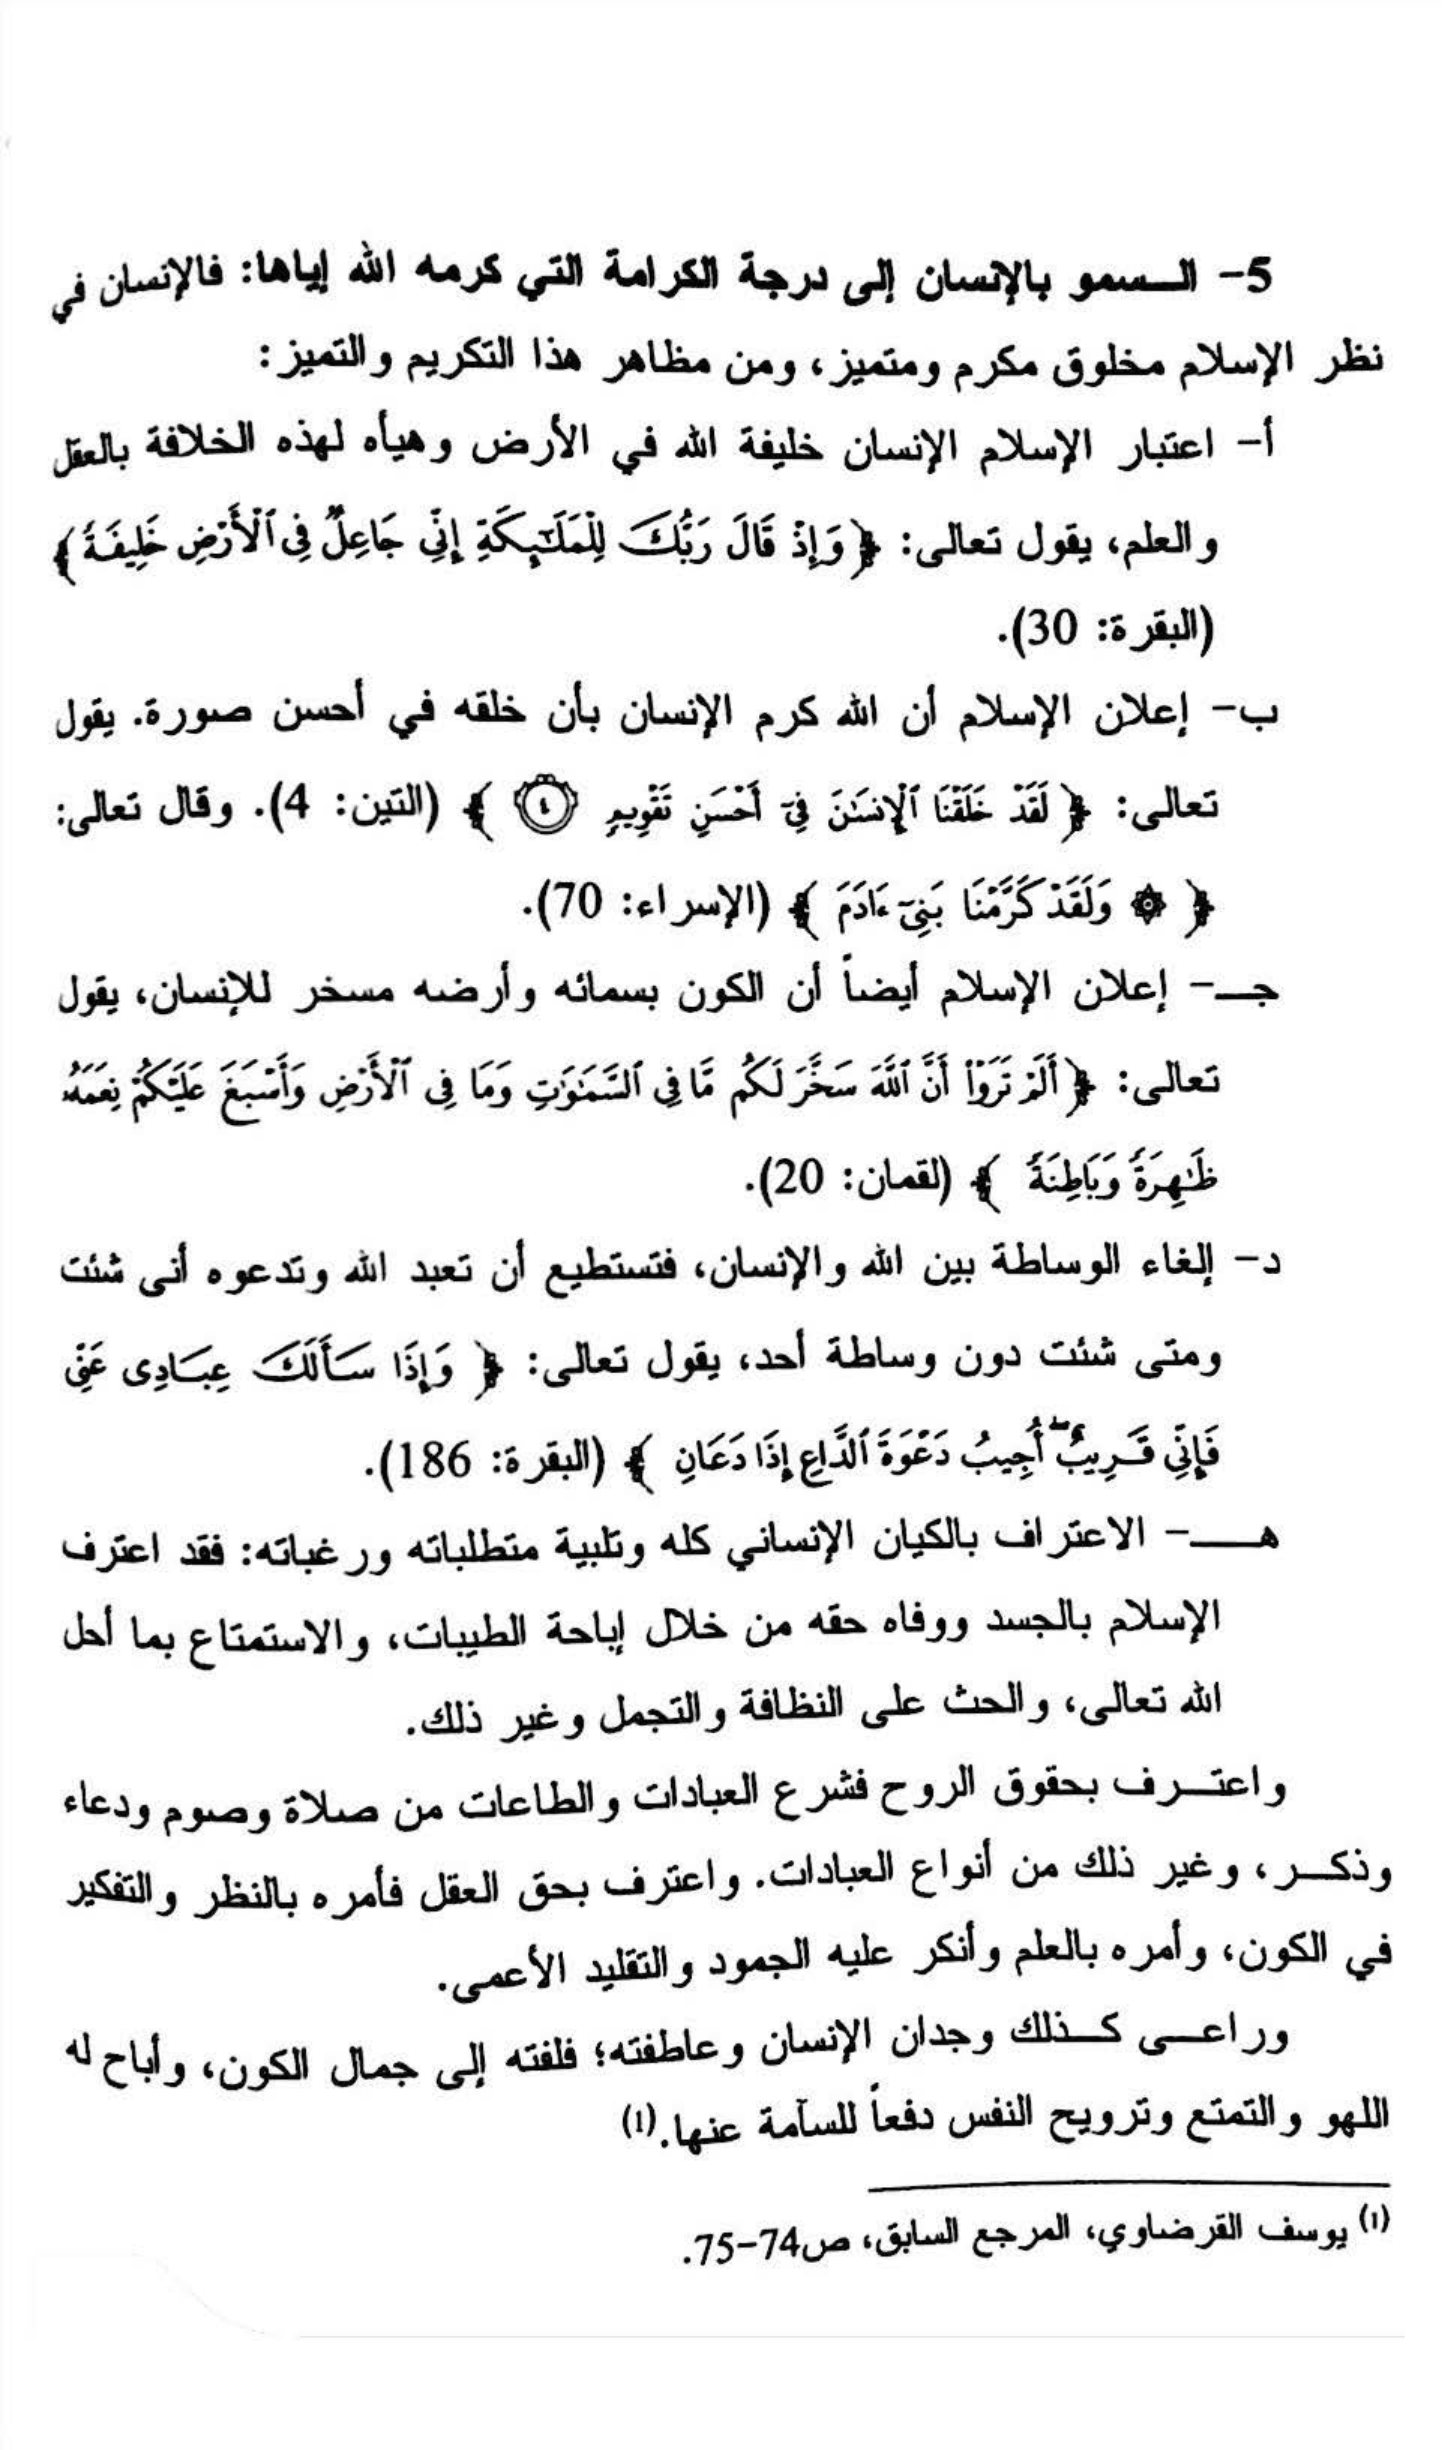 5- الـسمو بالإنسان إلى درجة الكرامة التي كرمه الله إياها: فالإنسان في
نظر الإسلام مخلوق مكرم ومتميز، ومن مظاهر هذا التكريم والتميز:
أ- اعتبار الإسلام الإنسان خليفة الله في الأرض وهيأه لهذه الخلافة بالعقل
والعلم، يقول تعالى: ﴿وَإِذْ قَالَ رَبُّكَ لِلْمَلَـٰٓئِكَةِ إِنِّي جَاعِلٌ فِى ٱلْأَرْضِ خَلِيفَةً﴾
(البقرة: 30).
ب- إعلان الإسلام أن الله كرم الإنسان بأن خلقه في أحسن صورة. يقول
تعالى: ﴿ لَقَدْ خَلَقْنَا ٱلْإِنسَـٰنَ فِىٓ أَحْسَنِ تَقْوِيمٍ ٤ ﴾ (التين: 4). وقال تعالى:
﴿ ۞ وَلَقَدْ كَرَّمْنَا بَنِىٓ ءَادَمَ ﴾ (الإسراء: 70).
جـ- إعلان الإسلام أيضاً أن الكون بسمائه وأرضه مسخر للإنسان، يقول
تعالى: ﴿ أَلَمْ تَرَوْا۟ أَنَّ ٱللَّهَ سَخَّرَ لَكُم مَّا فِى ٱلسَّمَـٰوَٰتِ وَمَا فِى ٱلْأَرْضِ وَأَسْبَغَ عَلَيْكُمْ نِعَمَهُۥ
ظَـٰهِرَةً وَبَاطِنَةً ﴾ (لقمان: 20).
د- إلغاء الوساطة بين الله والإنسان، فتستطيع أن تعبد الله وتدعوه أنى شئت
ومتى شئت دون وساطة أحد، يقول تعالى: ﴿ وَإِذَا سَأَلَكَ عِبَادِى عَنِّى
فَإِنِّى قَرِيبٌ ۖ أُجِيبُ دَعْوَةَ ٱلدَّاعِ إِذَا دَعَانِ ﴾ (البقرة: 186).
هـــ- الاعتراف بالكيان الإنساني كله وتلبية متطلباته ورغباته: فقد اعترف
الإسلام بالجسد ووفاه حقه من خلال إباحة الطيبات، والاستمتاع بما أحل
الله تعالى، والحث على النظافة والتجمل وغير ذلك.
واعتـرف بحقوق الروح فشرع العبادات والطاعات من صلاة وصوم ودعاء
وذكـر، وغير ذلك من أنواع العبادات. واعترف بحق العقل فأمره بالنظر والتفكير
في الكون، وأمره بالعلم وأنكر عليه الجمود والتقليد الأعمى.
وراعـى كـذلك وجدان الإنسان وعاطفته؛ فلفته إلى جمال الكون، وأباح له
اللهو والتمتع وترويح النفس دفعاً للسآمة عنها.(١)
(١) يوسف القرضاوي، المرجع السابق، ص74-75.